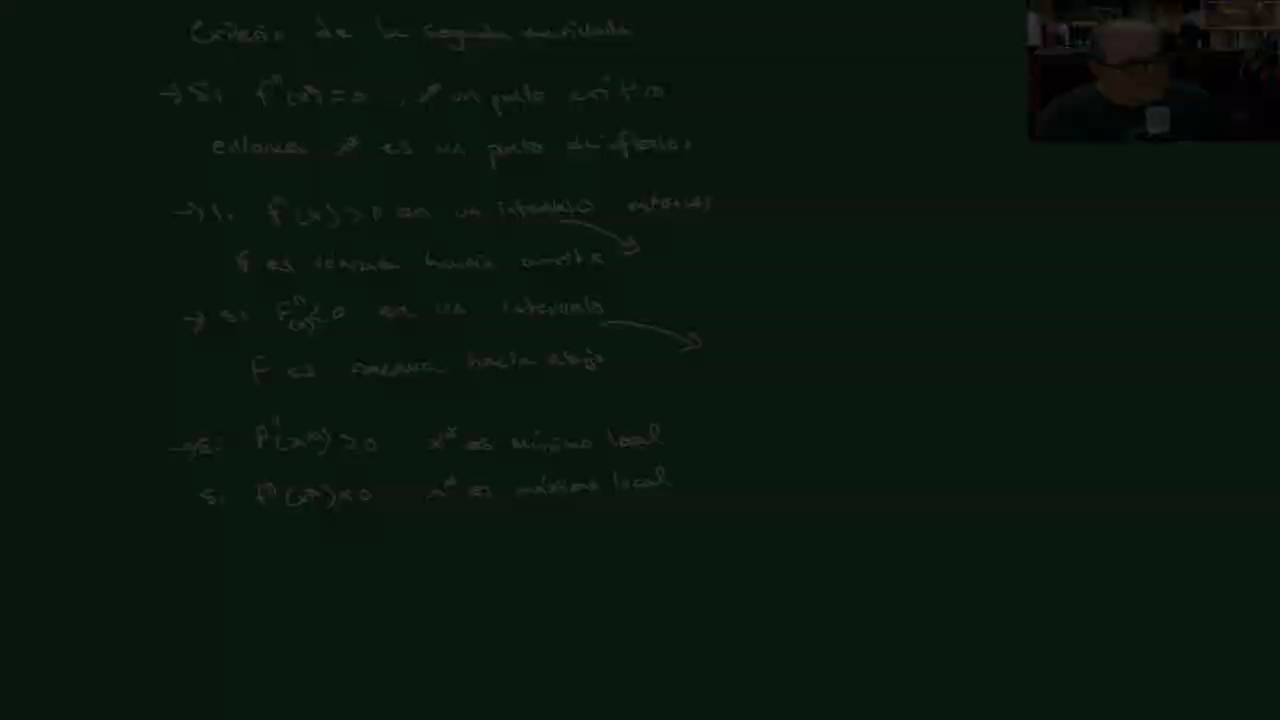 Criterio de la segunda derivada
→ Si f''(x*) = 0, x* un punto crítico
entonces x* es un punto de inflexión
→ Si f''(x) > 0 en un intervalo entonces
f es cóncava hacia arriba
→ Si f''(x) < 0 en un intervalo
f es cóncava hacia abajo
→ Si f''(x*) > 0 x* es mínimo local
Si f''(x*) < 0 x* es máximo local